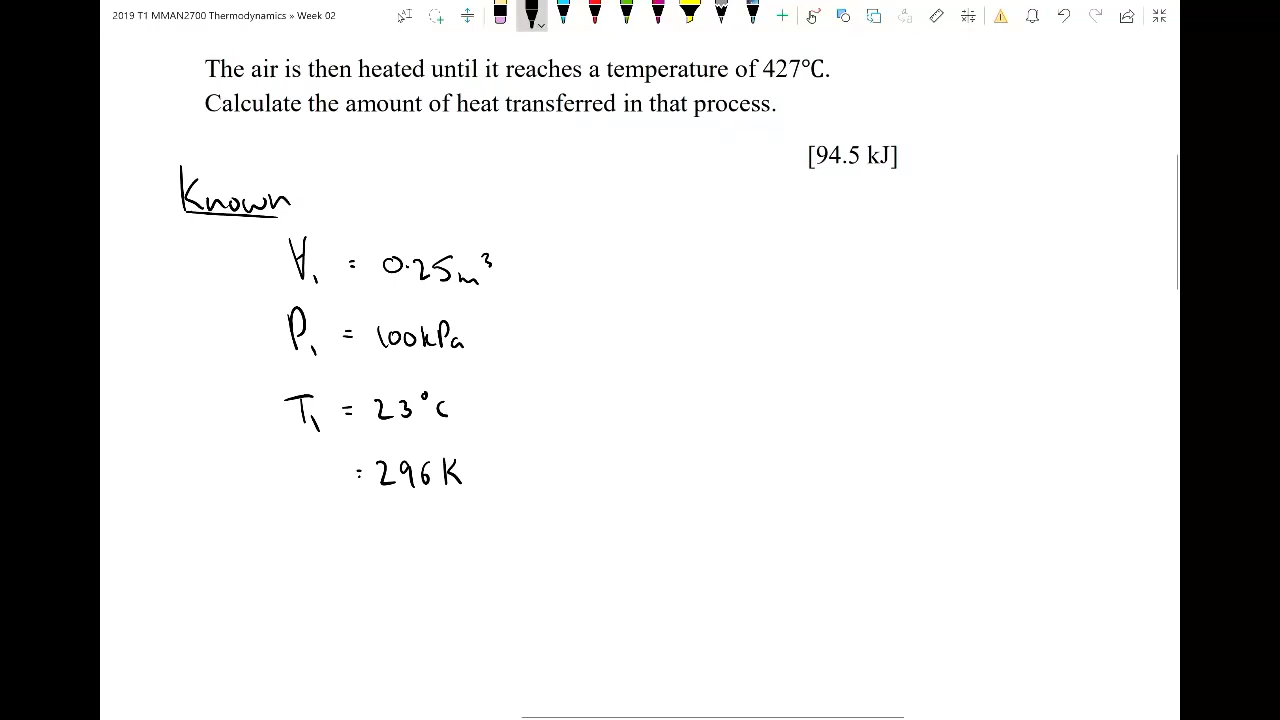 2019 T1 MMAN2700 Thermodynamics » Week 02
The air is then heated until it reaches a temperature of 427°C.
Calculate the amount of heat transferred in that process.
[94.5 kJ]
Known
V₁ = 0.25m³
P₁ = 100kPa
T₁ = 23°C
= 296K